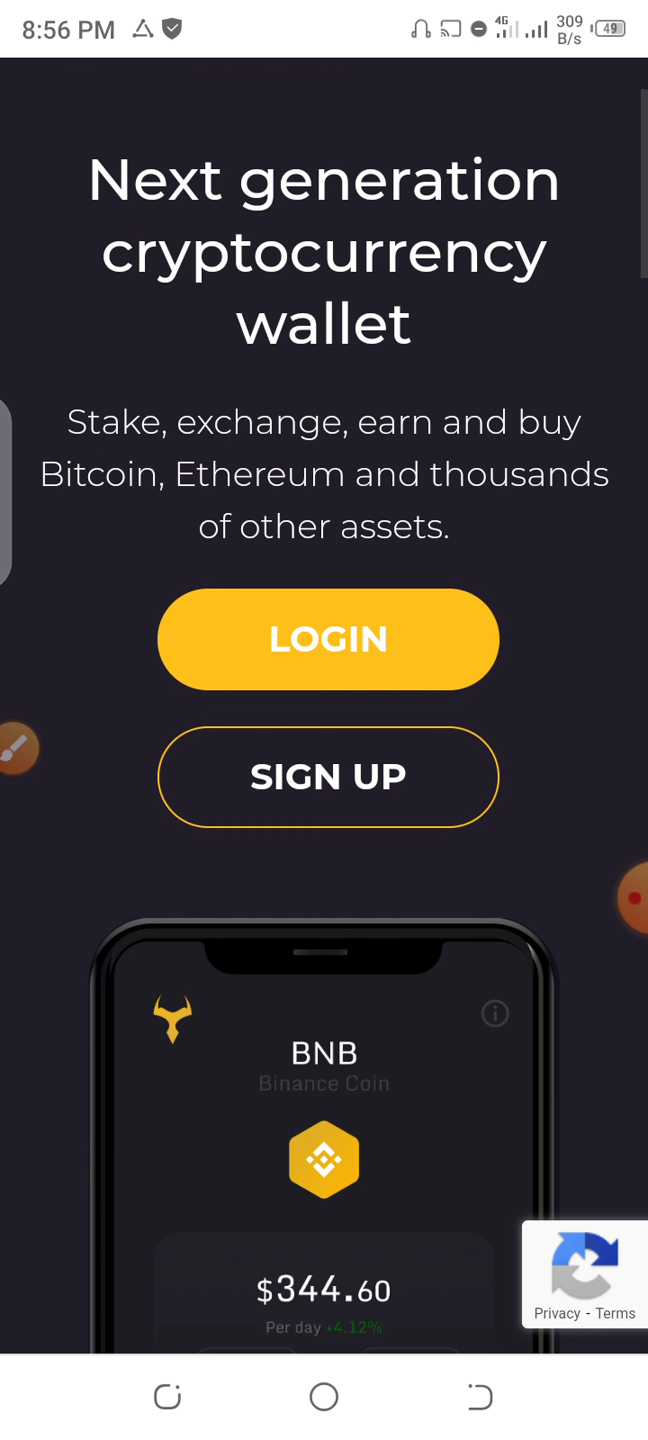 8:56 PM
4G
309
B/s
49
Next generation
cryptocurrency
wallet
Stake, exchange, earn and buy
Bitcoin, Ethereum and thousands
of other assets.
LOGIN
SIGN UP
BNB
Binance Coin
$344.60
Per day +4.12%
Privacy - Terms